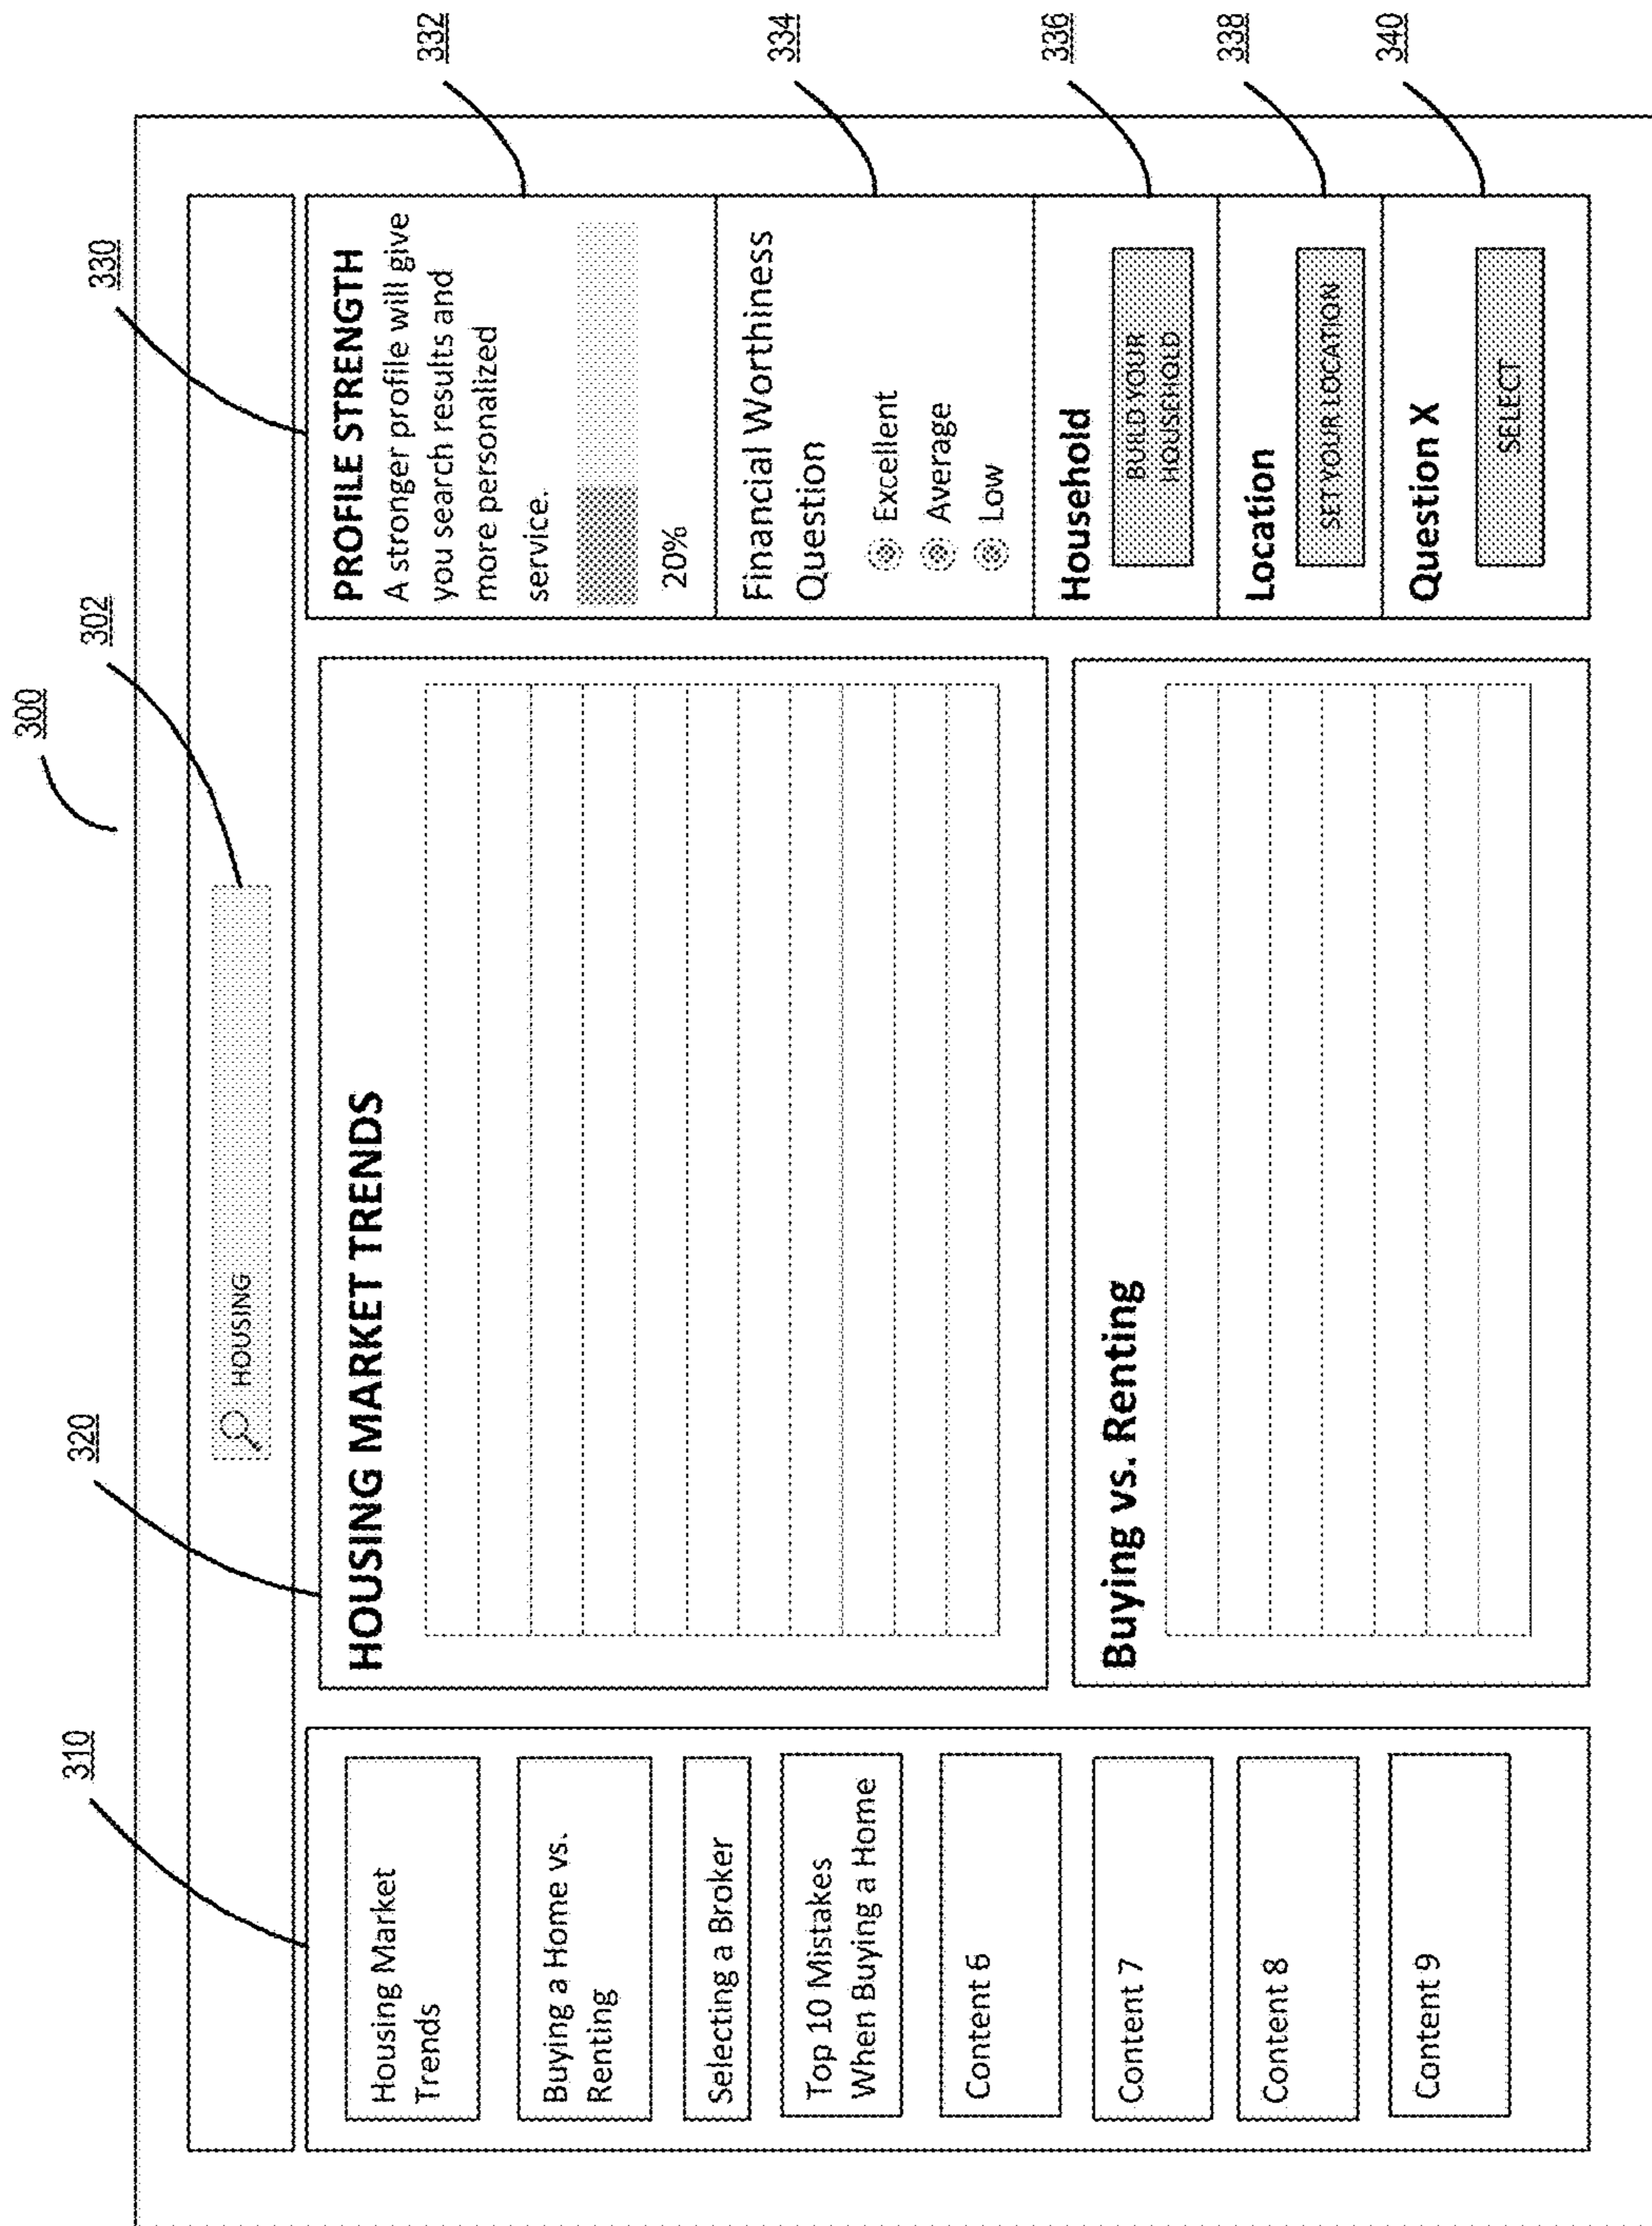 300
302
HOUSING
310
Housing Market
Trends
Buying a Home vs.
Renting
Selecting a Broker
Top 10 Mistakes
When Buying a Home
Content 6
Content 7
Content 8
Content 9
320
HOUSING MARKET TRENDS
Buying vs. Renting
330
PROFILE STRENGTH
A stronger profile will give
you search results and
more personalized
service.
20%
332
Financial Worthiness
Question
Excellent
Average
Low
334
Household
BUILD YOUR
HOUSEHOLD
336
Location
SET YOUR LOCATION
338
Question X
SELECT
340